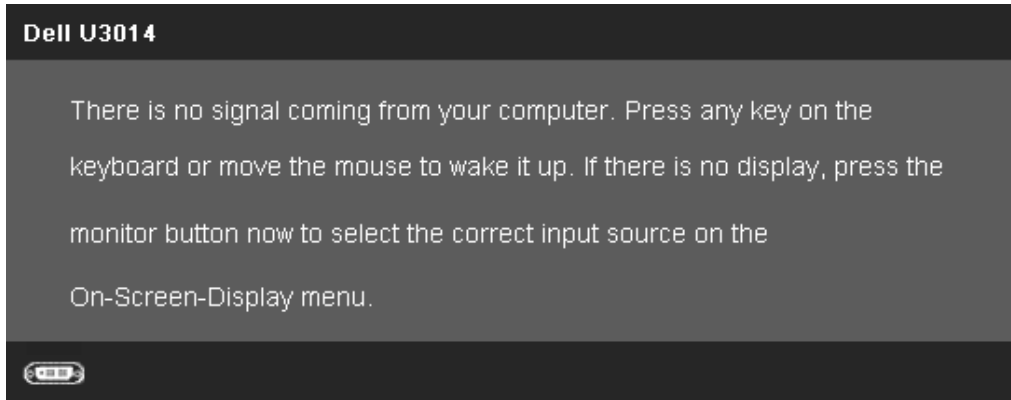 Dell U3014
There is no signal coming from your computer. Press any key on the
keyboard or move the mouse to wake it up. If there is no display, press the
monitor button now to select the correct input source on the
On-Screen-Display menu.